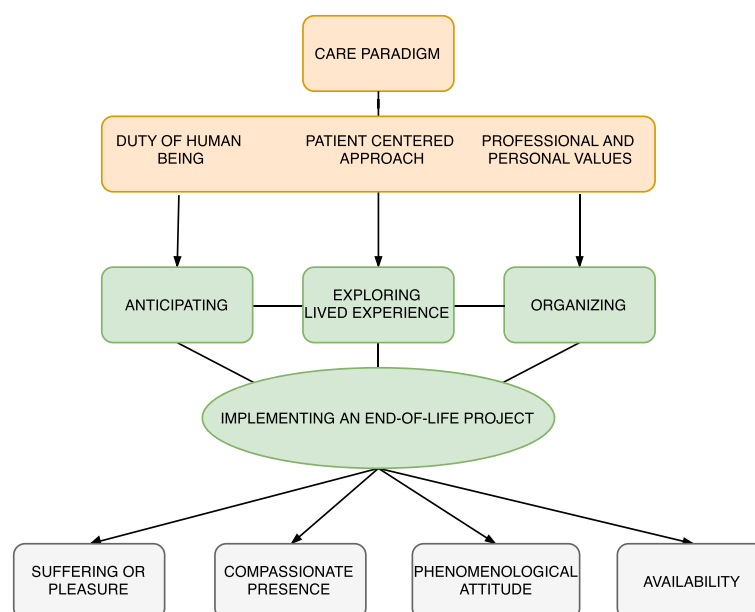 CARE PARADIGM
DUTY OF HUMAN
BEING
PATIENT CENTERED
APPROACH
PROFESSIONAL AND
PERSONAL VALUES
ANTICIPATING
EXPLORING
LIVED EXPERIENCE
ORGANIZING
IMPLEMENTING AN END-OF-LIFE PROJECT
SUFFERING OR
PLEASURE
COMPASSIONATE
PRESENCE
PHENOMENOLOGICAL
ATTITUDE
AVAILABILITY